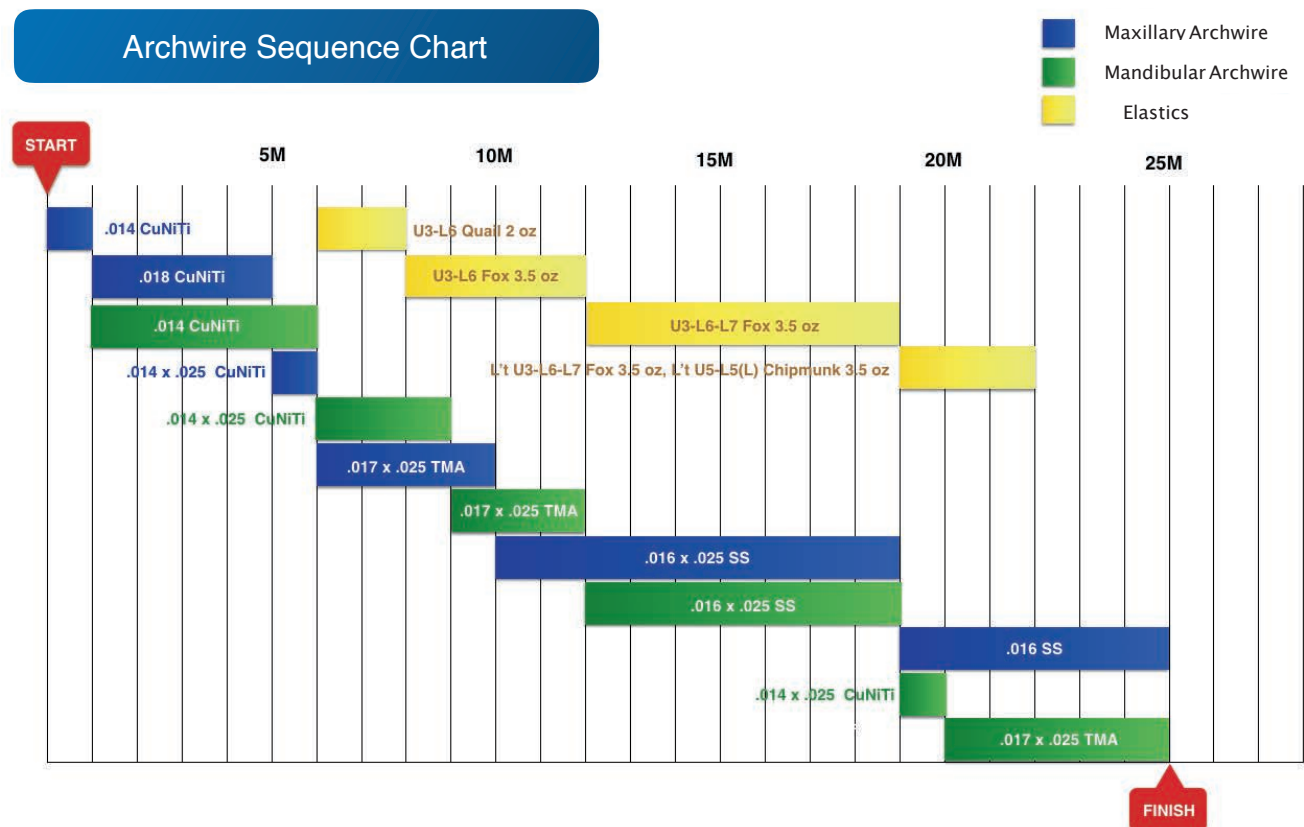 Archwire Sequence Chart
Maxillary Archwire
Mandibular Archwire
Elastics
START
5M
10M
15M
20M
25M
.014 CuNiTi
U3-L6 Quail 2 oz
.018 CuNiTi
U3-L6 Fox 3.5 oz
.014 CuNiTi
U3-L6-L7 Fox 3.5 oz
.014 x .025 CuNiTi
L't U3-L6-L7 Fox 3.5 oz, L't U5-L5(L) Chipmunk 3.5 oz
.014 x .025 CuNiTi
.017 x .025 TMA
.017 x .025 TMA
.016 x .025 SS
.016 x .025 SS
.016 SS
.014 x .025 CuNiTi
.017 x .025 TMA
FINISH